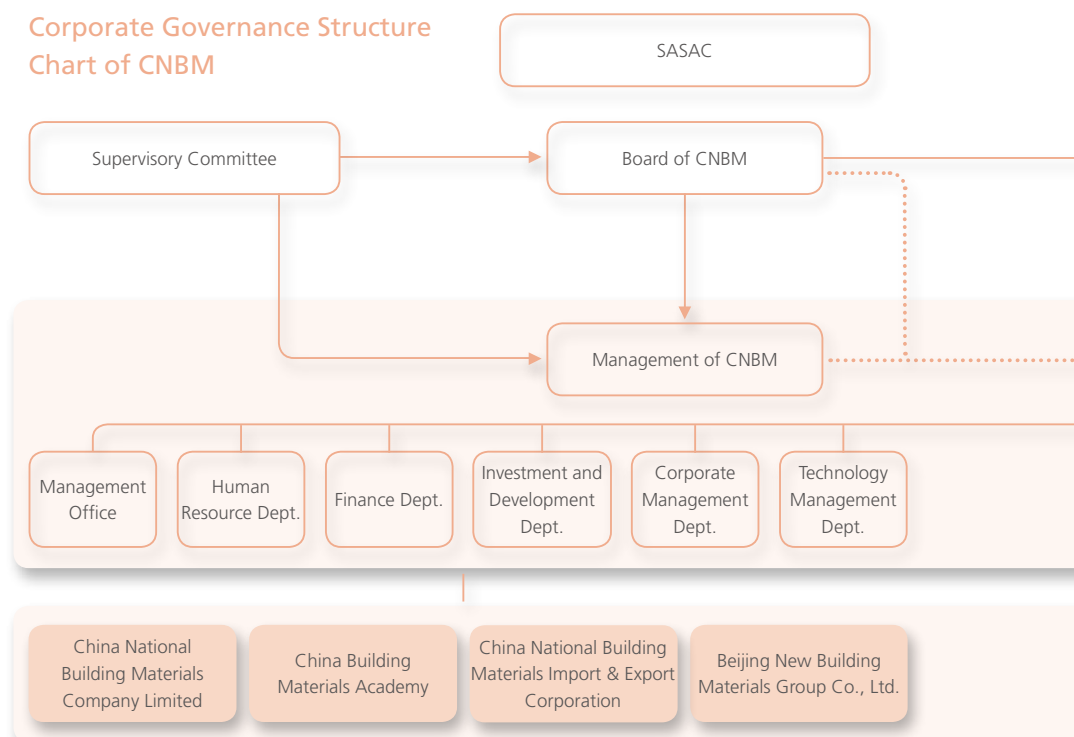 Corporate Governance Structure
Chart of CNBM
SASAC
Supervisory Committee
Board of CNBM
Management of CNBM
Management
Office
Human
Resource Dept.
Finance Dept.
Investment and
Development
Dept.
Corporate
Management
Dept.
Technology
Management
Dept.
China National
Building Materials
Company Limited
China Building
Materials Academy
China National Building
Materials Import & Export
Corporation
Beijing New Building
Materials Group Co., Ltd.